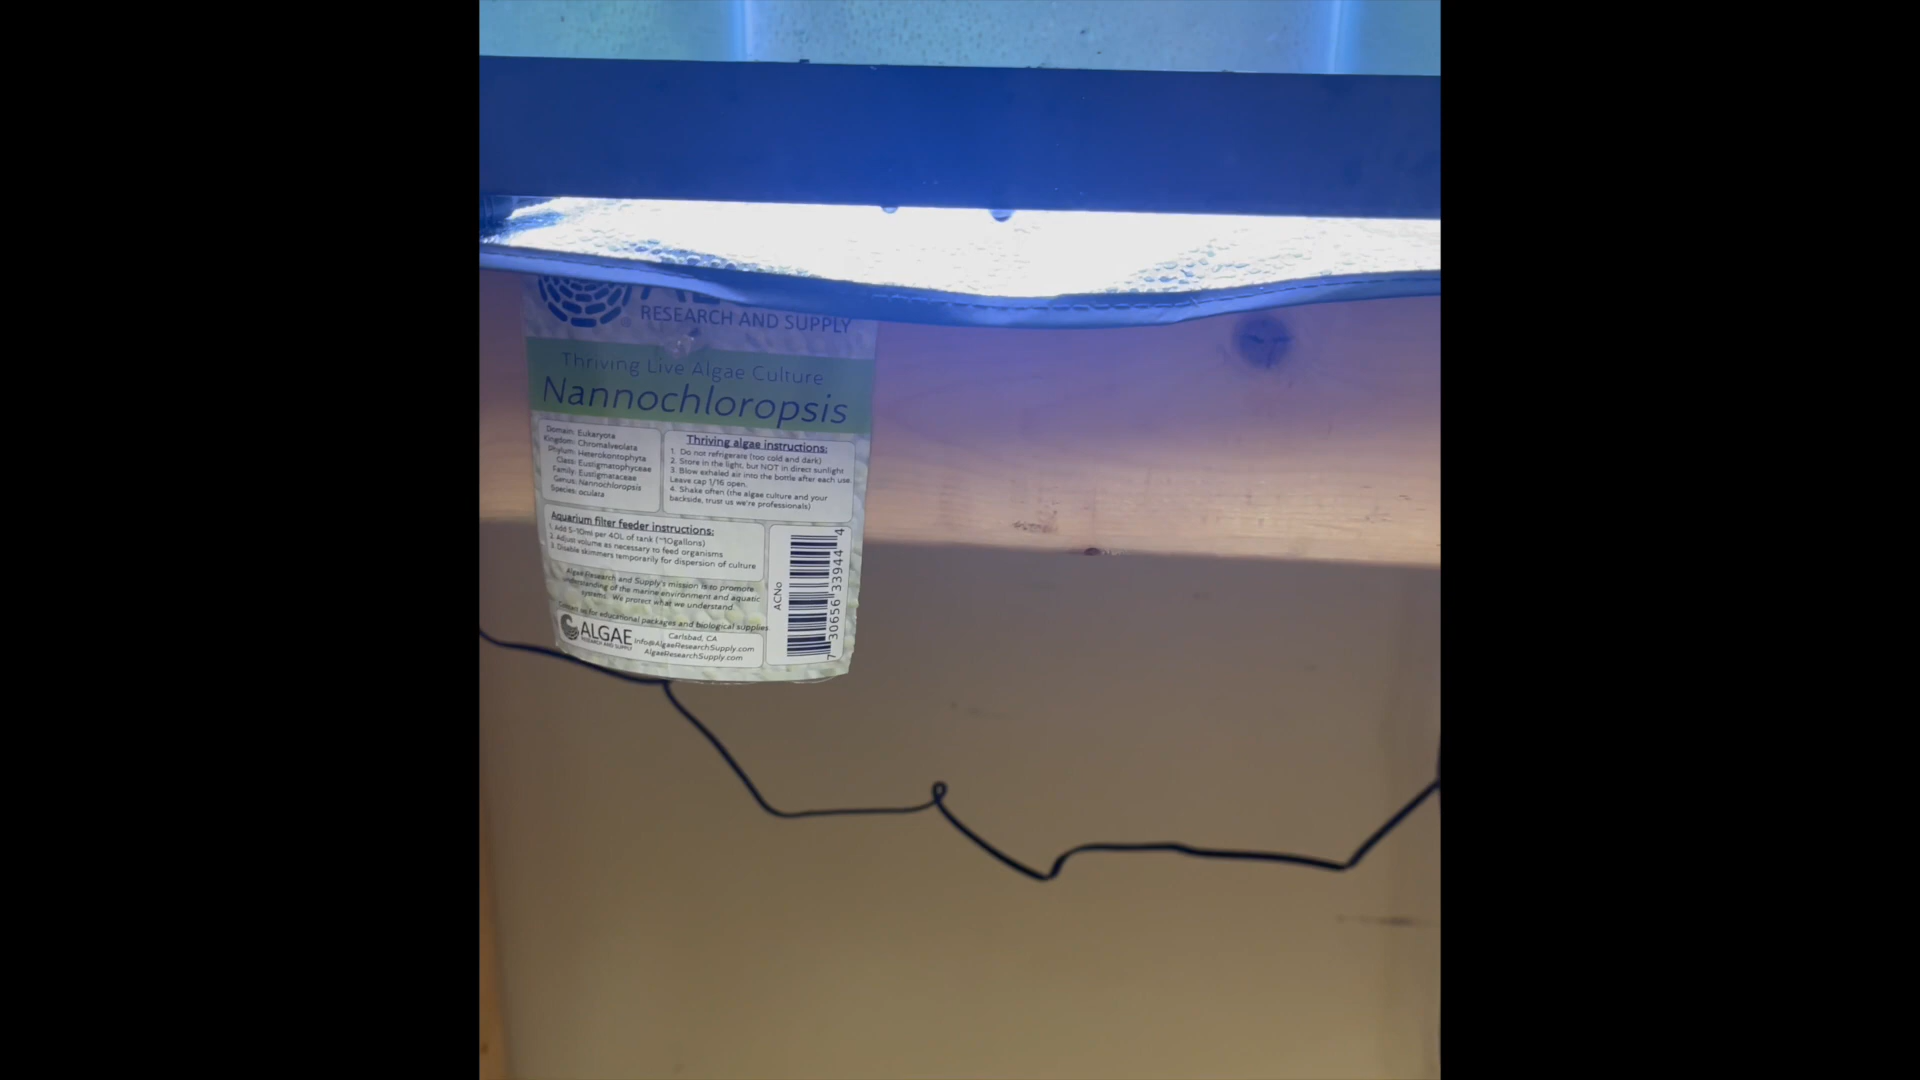 RESEARCH AND SUPPLY
Thriving Live Algae Culture
Nannochloropsis
Domain: Eukaryota
Kingdom: Chromalveolata
Phylum: Heterokontophyta
Class: Eustigmatophyceae
Family: Eustigmataceae
Genus: Nannochloropsis
Species: oculata
Thriving algae instructions:
1. Do not refrigerate (too cold and dark)
2. Store in the light, but NOT in direct sunlight
3. Blow exhaled air into the bottle after each use
Leave cap 1/16 open.
4. Shake often (the algae culture and your
backside, trust us we're professionals)
Aquarium filter feeder instructions:
1. Add 5-10ml per 40L of tank (~10gallons)
2. Adjust volume as necessary to feed organisms
3. Disable skimmers temporarily for dispersion of culture
Algae Research and Supply's mission is to promote
understanding of the marine environment and aquatic
systems. We protect what we understand.
Contact us for educational packages and biological supplies
ALGAE
RESEARCH AND SUPPLY
Carlsbad, CA
Info@AlgaeResearchSupply.com
AlgaeResearchSupply.com
ACNo
7 30656 33944 4